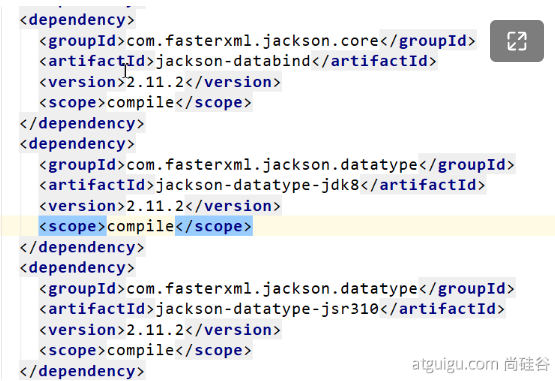 <dependency>
<groupId>com.fasterxml.jackson.core</groupId>
<artifactId>jackson-databind</artifactId>
<version>2.11.2</version>
<scope>compile</scope>
</dependency>
<dependency>
<groupId>com.fasterxml.jackson.datatype</groupId>
<artifactId>jackson-datatype-jdk8</artifactId>
<version>2.11.2</version>
<scope>compile</scope>
</dependency>
<dependency>
<groupId>com.fasterxml.jackson.datatype</groupId>
<artifactId>jackson-datatype-jsr310</artifactId>
<version>2.11.2</version>
<scope>compile</scope>
</dependency>
atguigu.com 尚硅谷